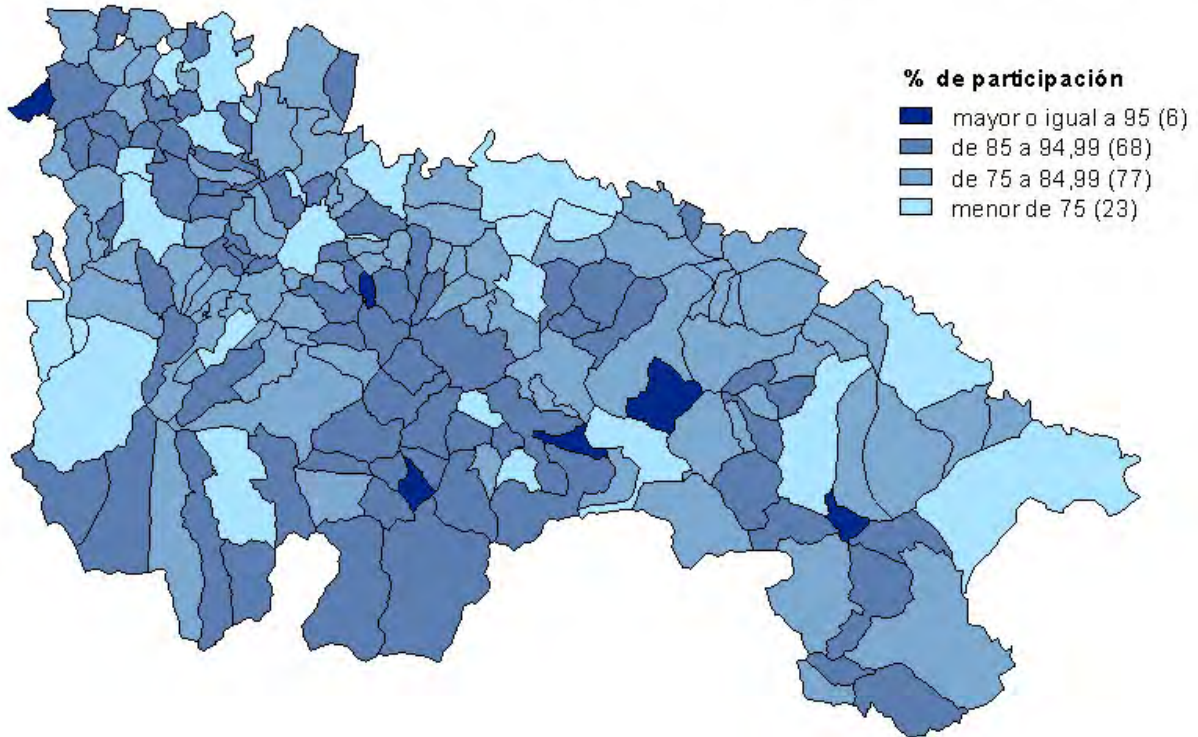 % de participación
mayor o igual a 95 (6)
de 85 a 94,99 (68)
de 75 a 84,99 (77)
menor de 75 (23)